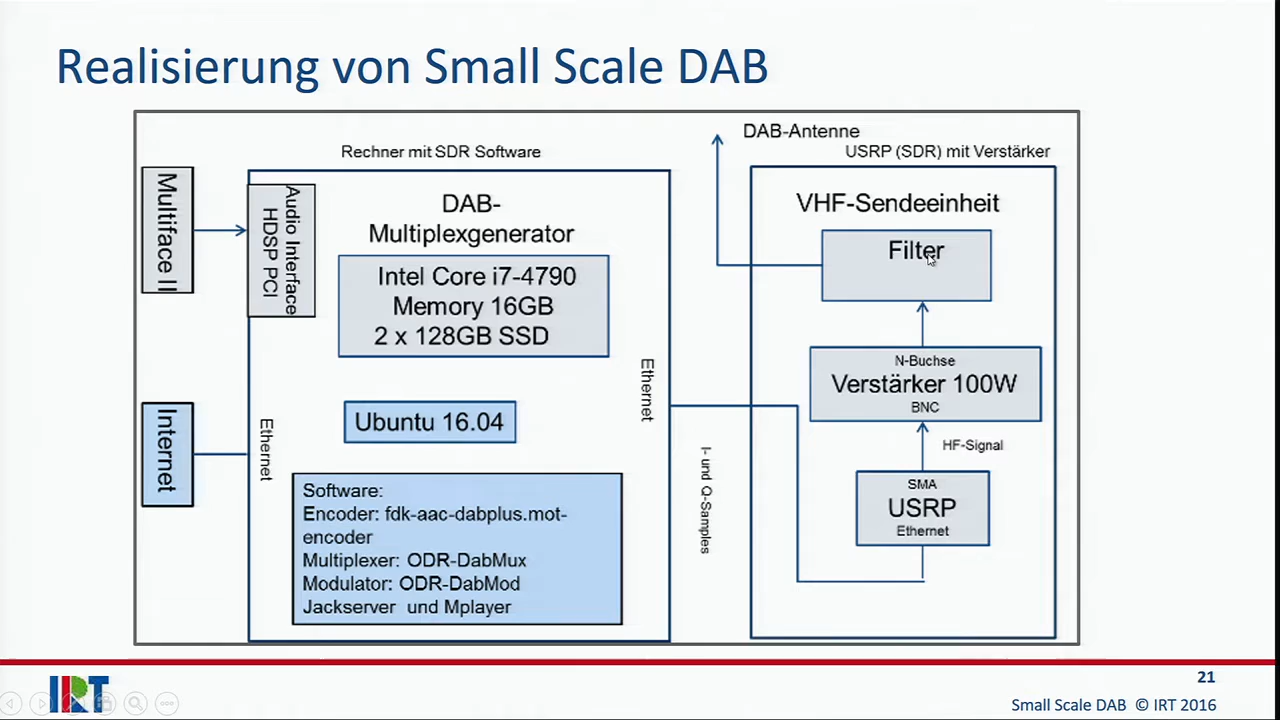 Realisierung von Small Scale DAB
Rechner mit SDR Software
DAB-Antenne
USRP (SDR) mit Verstärker
Multiface II
Audio Interface
HDSP PCI
DAB-
Multiplexgenerator
Intel Core i7-4790
Memory 16GB
2 x 128GB SSD
Ethernet
Internet
Ethernet
Ubuntu 16.04
Software:
Encoder: fdk-aac-dabplus.mot-
encoder
Multiplexer: ODR-DabMux
Modulator: ODR-DabMod
Jackserver und Mplayer
I- und Q-Samples
VHF-Sendeeinheit
Filter
N-Buchse
Verstärker 100W
BNC
HF-Signal
SMA
USRP
Ethernet
IRT
21
Small Scale DAB © IRT 2016